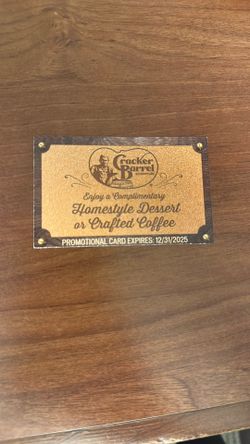 Cracker
Barrel
Enjoy a Complimentary
Homestyle Dessert
or Crafted Coffee
PROMOTIONAL CARD EXPIRES: 12/31/2025